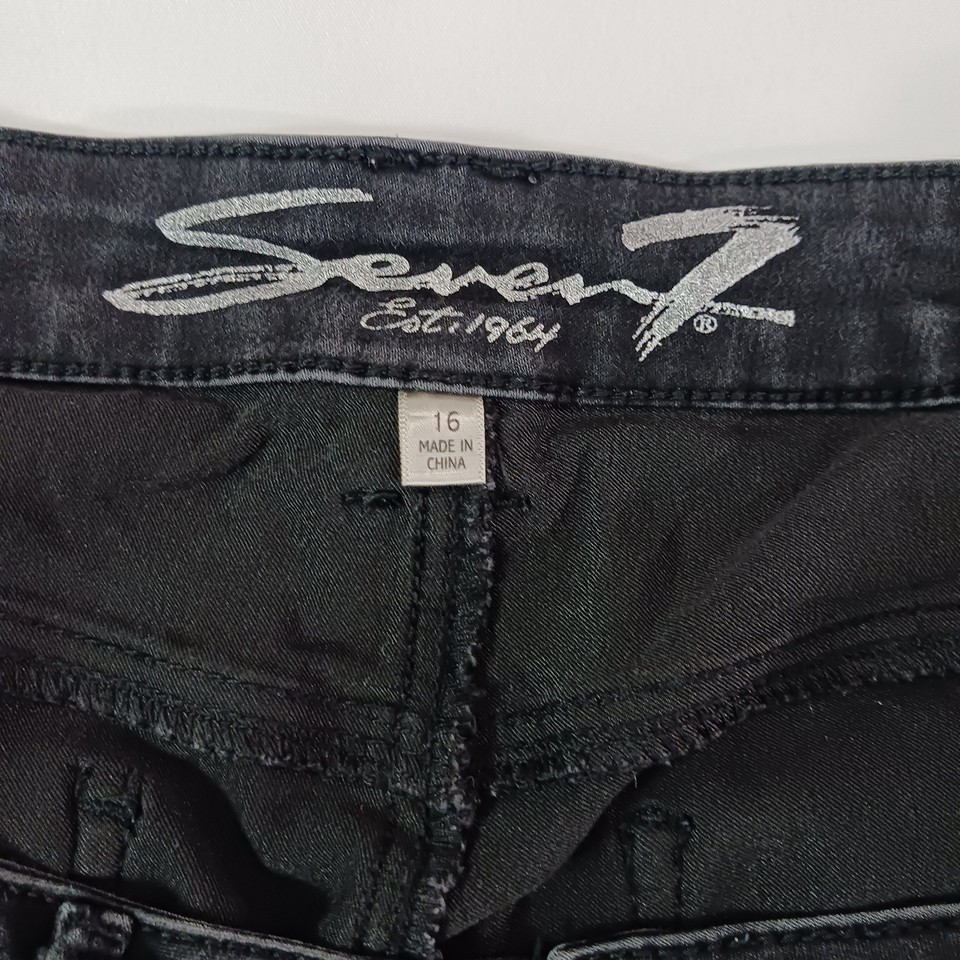 Seven7®
Est. 1964
16
MADE IN
CHINA